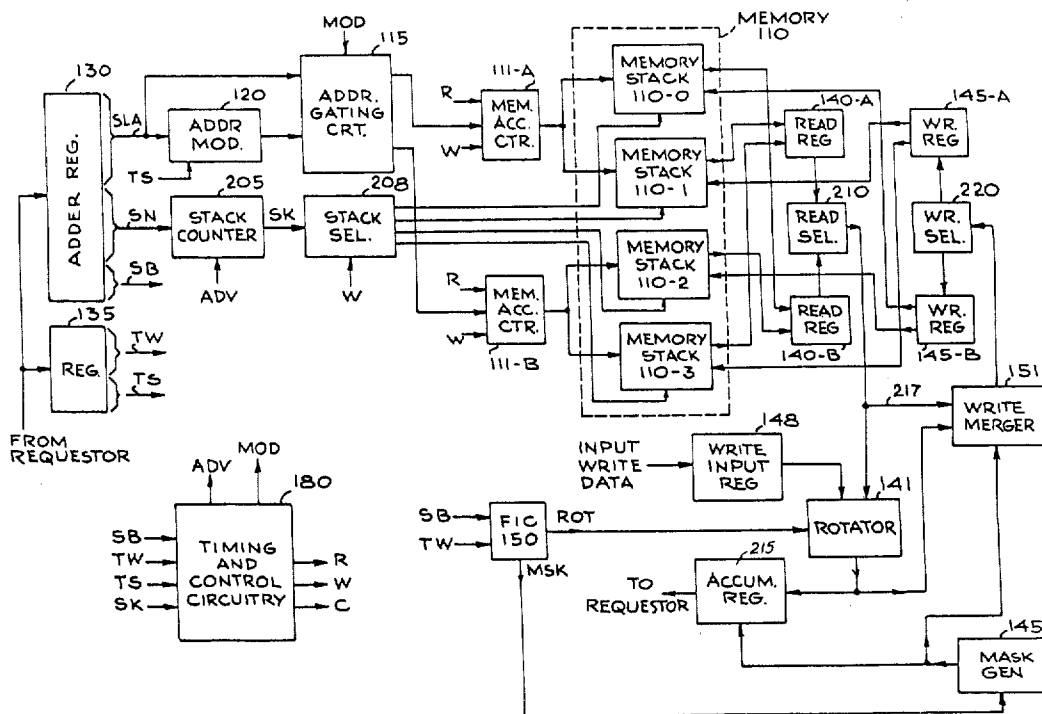 MOD
115
MEMORY
110
130
ADDER REG.
SLA
120
ADDR
MOD.
TS
ADDR.
GATING
CRT.
111-A
R
W
MEM.
ACC.
CTR.
MEMORY
STACK
110-0
140-A
READ
REG
145-A
WR.
REG
SN
205
STACK
COUNTER
ADV
SK
208
STACK
SEL.
W
MEMORY
STACK
110-1
210
READ
SEL.
220
WR.
SEL.
SB
R
W
MEM.
ACC.
CTR.
111-B
MEMORY
STACK
110-2
READ
REG
140-B
WR.
REG
145-B
135
REG.
TW
TS
FROM
REQUESTOR
MEMORY
STACK
110-3
217
151
WRITE
MERGER
INPUT
WRITE
DATA
148
WRITE
INPUT
REG
ADV
MOD
180
SB
TW
TS
SK
TIMING
AND
CONTROL
CIRCUITRY
R
W
C
SB
TW
FIC
150
ROT
MSK
141
ROTATOR
TO
REQUESTOR
215
ACCUM.
REG.
145
MASK
GEN